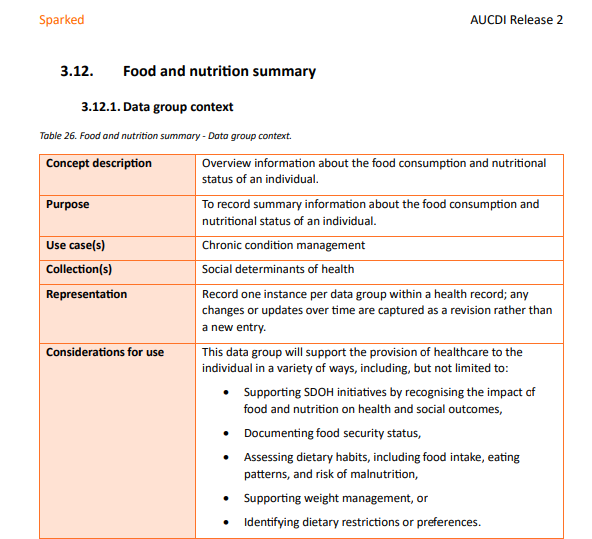 Sparked
AUCDI Release 2
3.12. Food and nutrition summary
3.12.1. Data group context
Table 26. Food and nutrition summary - Data group context.
Concept description
Overview information about the food consumption and nutritional
status of an individual.
Purpose
To record summary information about the food consumption and
nutritional status of an individual.
Use case(s)
Chronic condition management
Collection(s)
Social determinants of health
Representation
Record one instance per data group within a health record; any
changes or updates over time are captured as a revision rather than
a new entry.
Considerations for use
This data group will support the provision of healthcare to the
individual in a variety of ways, including, but not limited to:
• Supporting SDOH initiatives by recognising the impact of
food and nutrition on health and social outcomes,
• Documenting food security status,
• Assessing dietary habits, including food intake, eating
patterns, and risk of malnutrition,
• Supporting weight management, or
• Identifying dietary restrictions or preferences.